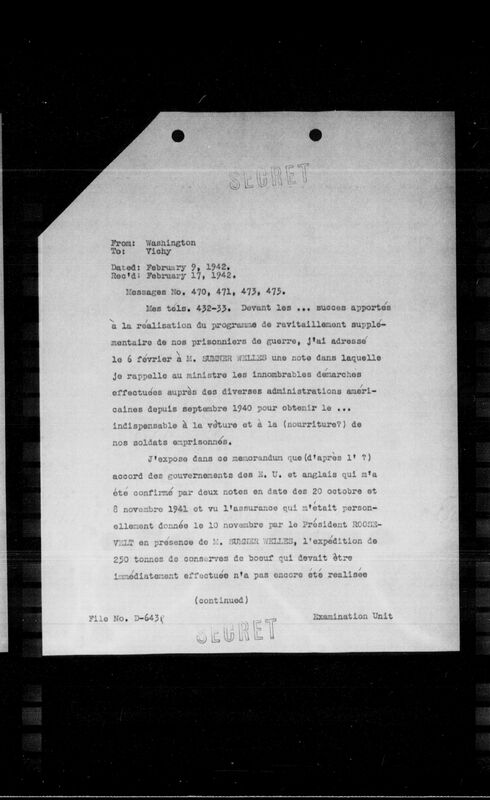 SECRET
From: Washington
To: Vichy
Dated: February 9, 1942.
Rec'd: February 17, 1942.
Messages No. 470, 471, 473, 475.
Mes téls. 432-33. Devant les ... succes apportés
à la réalisation du programme de ravitaillement supplé-
mentaire de nos prisonniers de guerre, j'ai adressé
le 6 février à M. SUMNER WELLES une note dans laquelle
je rappelle au ministre les innombrables démarches
effectuées auprès des diverses administrations améri-
caines depuis septembre 1940 pour obtenir le ...
indispensable à la vêture et à la (nourriture?) de
nos soldats emprisonnés.
J'expose dans ce memorandum que (d'après l' ?)
accord des gouvernements des E. U. et anglais qui m'a
été confirmé par deux notes en date des 20 octobre et
8 novembre 1941 et vu l'assurance qui m'était person-
ellement donnée le 10 novembre par le Président ROOSE-
VELT en présence de M. SUMNER WELLES, l'expédition de
250 tonnes de conserves de boeuf qui devait être
immédiatement effectuée n'a pas encore été réalisée
(continued)
File No. D-643
Examination Unit
SECRET